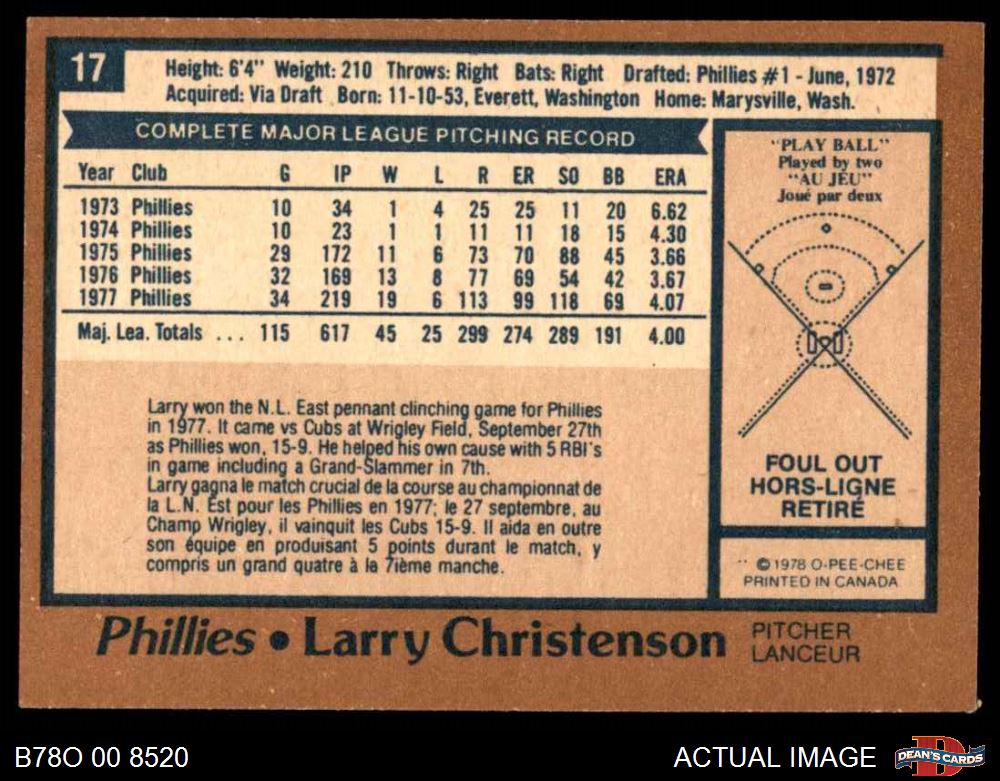 17
Height: 6'4" Weight: 210 Throws: Right Bats: Right Drafted: Phillies #1 - June, 1972
Acquired: Via Draft Born: 11-10-53, Everett, Washington Home: Marysville, Wash.
COMPLETE MAJOR LEAGUE PITCHING RECORD
Year Club G IP W L R ER SO BB ERA
1973 Phillies 10 34 1 4 25 25 11 20 6.62
1974 Phillies 10 23 1 1 11 11 18 15 4.30
1975 Phillies 29 172 11 6 73 70 88 45 3.66
1976 Phillies 32 169 13 8 77 69 54 42 3.67
1977 Phillies 34 219 19 6 113 99 118 69 4.07
Maj. Lea. Totals ... 115 617 45 25 299 274 289 191 4.00
Larry won the N.L. East pennant clinching game for Phillies
in 1977. It came vs Cubs at Wrigley Field, September 27th
as Phillies won, 15-9. He helped his own cause with 5 RBI's
in game including a Grand-Slammer in 7th.
Larry gagna le match crucial de la course au championnat de
la L.N. Est pour les Phillies en 1977; le 27 septembre, au
Champ Wrigley, il vainquit les Cubs 15-9. Il aida en outre
son équipe en produisant 5 points durant le match, y
compris un grand quatre à la 7ième manche.
"PLAY BALL"
Played by two
"AU JEU"
Joué par deux
FOUL OUT
HORS-LIGNE
RETIRÉ
© 1978 O-PEE-CHEE
PRINTED IN CANADA
Phillies • Larry Christenson
PITCHER
LANCEUR
B78O 00 8520
ACTUAL IMAGE
D
DEAN'S CARDS